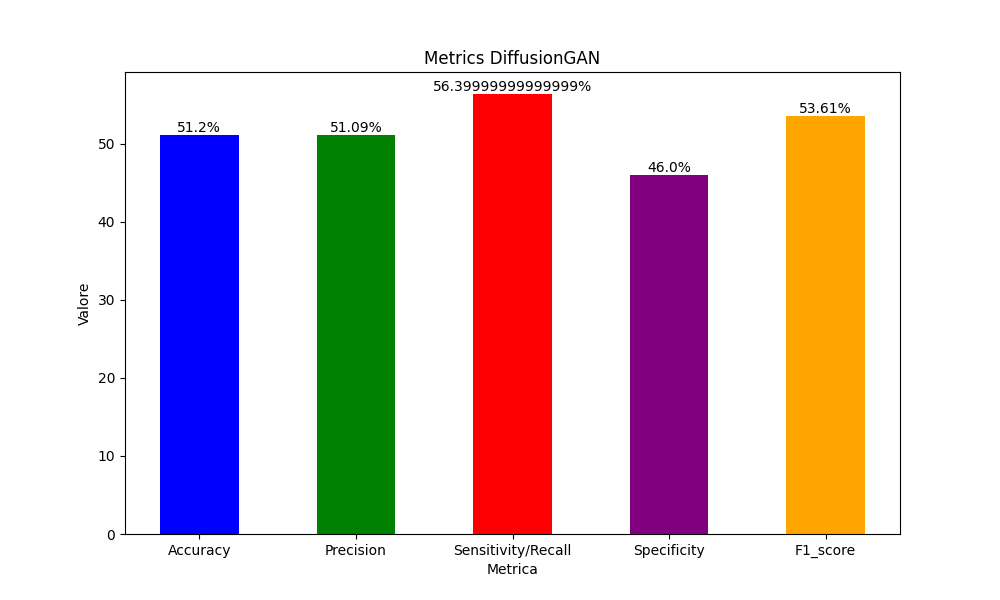 Metrics DiffusionGAN
56.39999999999999%
53.61%
51.2%
51.09%
46.0%
50
40
30
20
10
0
Valore
Accuracy
Precision
Sensitivity/Recall
Specificity
F1_score
Metrica